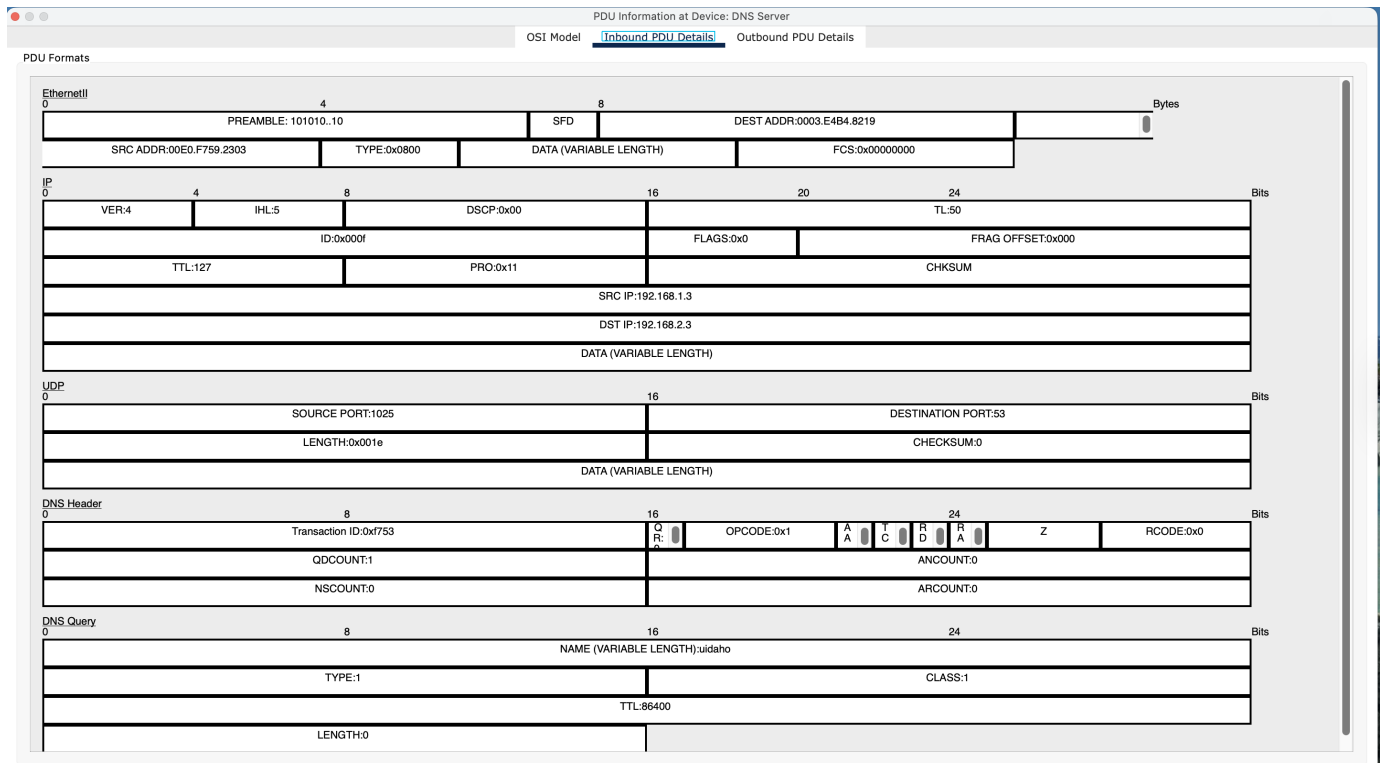 PDU Information at Device: DNS Server
OSI Model Inbound PDU Details Outbound PDU Details
PDU Formats
EthernetII
0 4 8 Bytes
PREAMBLE: 101010..10 SFD DEST ADDR:0003.E4B4.8219
SRC ADDR:00E0.F759.2303 TYPE:0x0800 DATA (VARIABLE LENGTH) FCS:0x00000000
IP
0 4 8 16 20 24 Bits
VER:4 IHL:5 DSCP:0x00 TL:50
ID:0x000f FLAGS:0x0 FRAG OFFSET:0x000
TTL:127 PRO:0x11 CHKSUM
SRC IP:192.168.1.3
DST IP:192.168.2.3
DATA (VARIABLE LENGTH)
UDP
0 16 Bits
SOURCE PORT:1025 DESTINATION PORT:53
LENGTH:0x001e CHECKSUM:0
DATA (VARIABLE LENGTH)
DNS Header
0 8 16 24 Bits
Transaction ID:0xf753 QR: OPCODE:0x1 AA TC RD RA Z RCODE:0x0
QDCOUNT:1 ANCOUNT:0
NSCOUNT:0 ARCOUNT:0
DNS Query
0 8 16 24 Bits
NAME (VARIABLE LENGTH):uidaho
TYPE:1 CLASS:1
TTL:86400
LENGTH:0